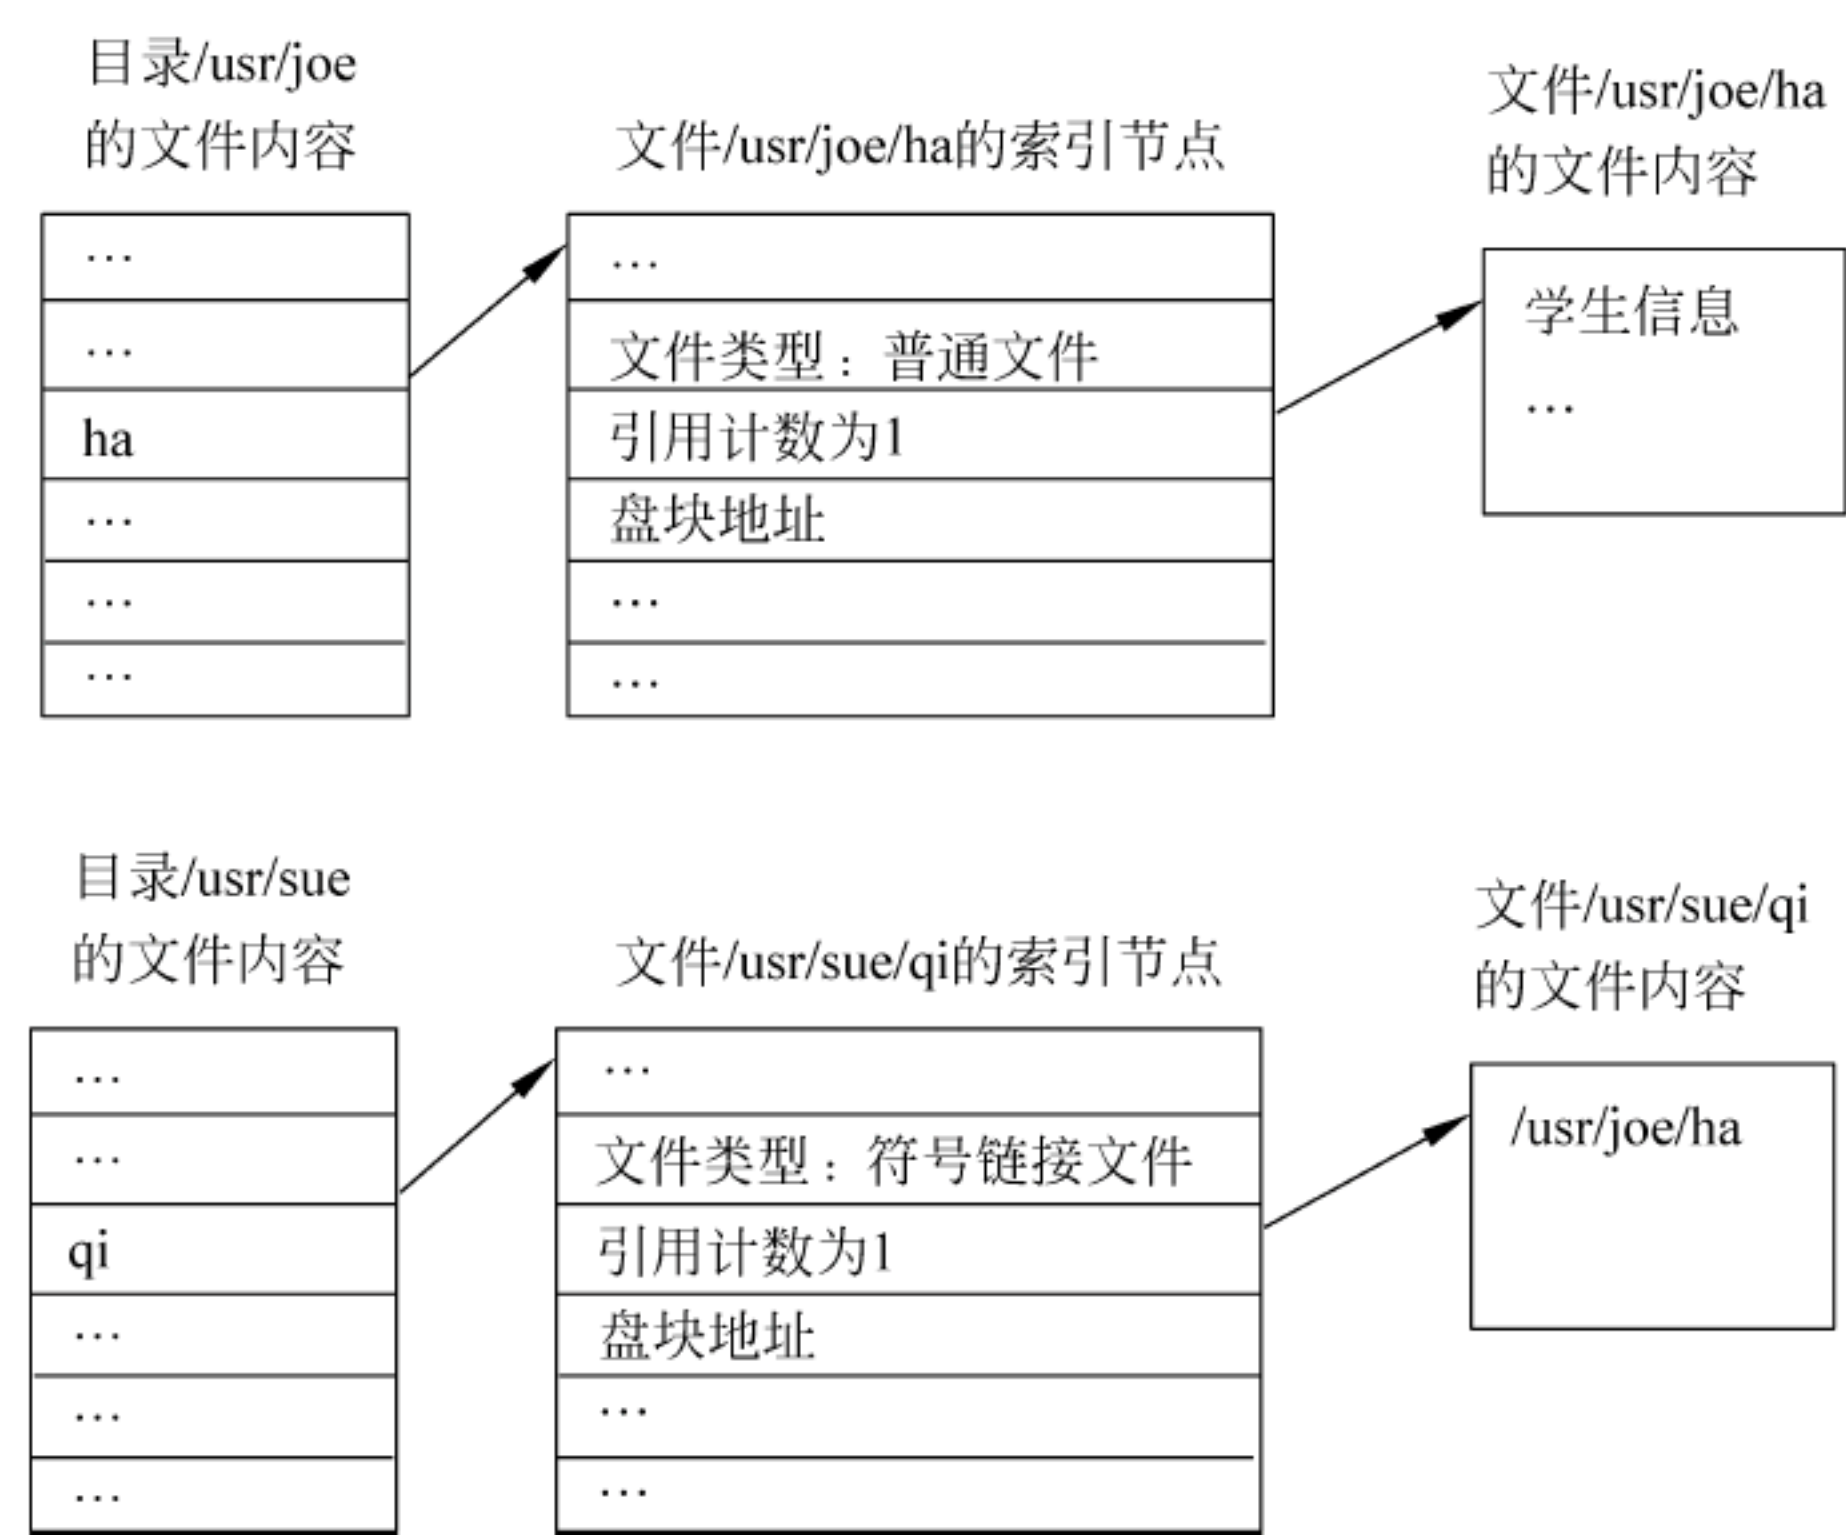 目录/usr/joe
的文件内容
文件/usr/joe/ha的索引节点
文件/usr/joe/ha
的文件内容
…
…
ha
…
…
…
…
文件类型：普通文件
引用计数为1
盘块地址
…
…
学生信息
…
目录/usr/sue
的文件内容
文件/usr/sue/qi的索引节点
文件/usr/sue/qi
的文件内容
…
…
qi
…
…
…
…
文件类型：符号链接文件
引用计数为1
盘块地址
…
…
/usr/joe/ha